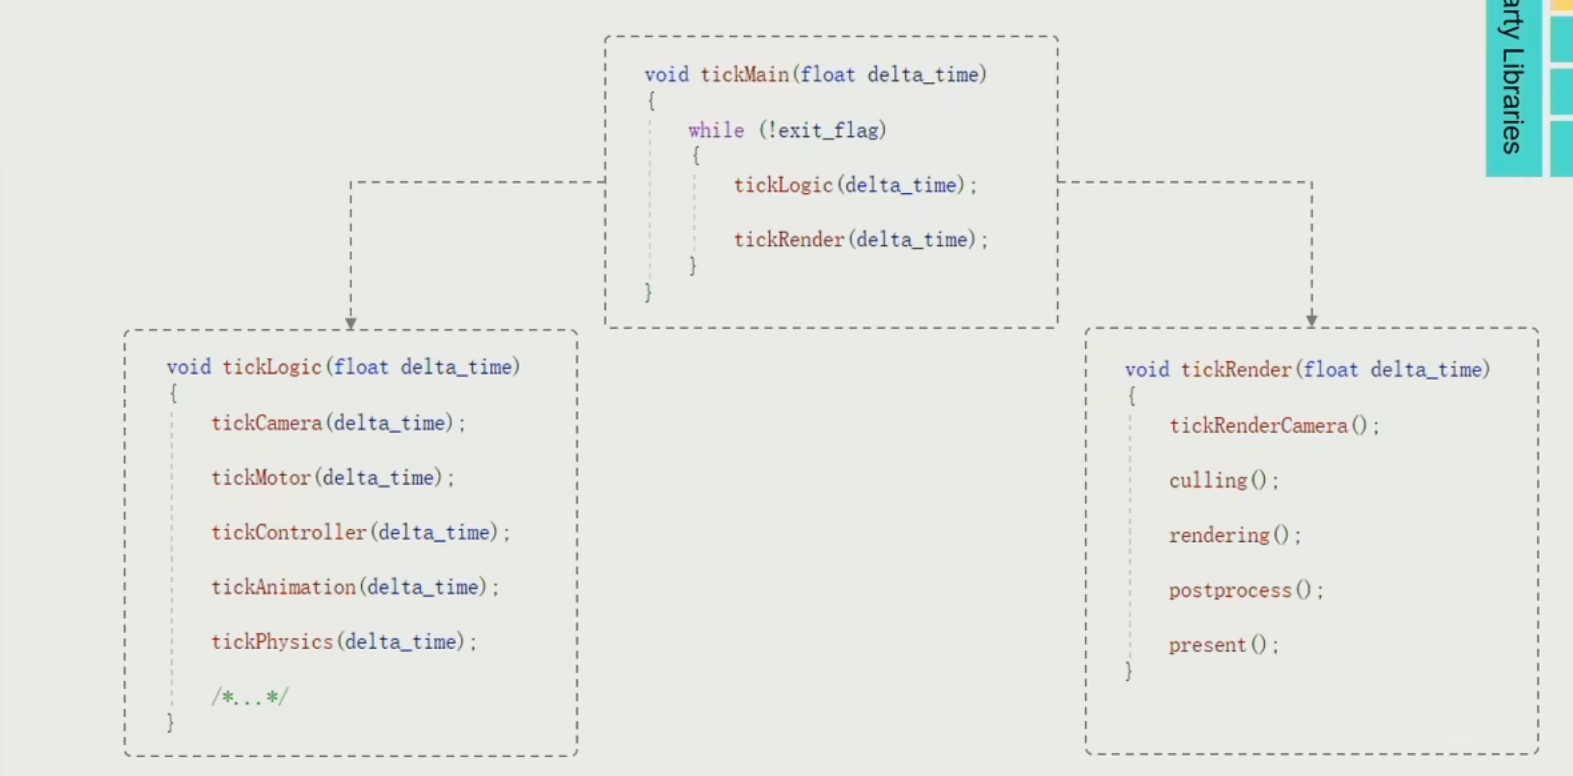 void tickMain(float delta_time)
{
while (!exit_flag)
{
tickLogic(delta_time);
tickRender(delta_time);
}
}
void tickLogic(float delta_time)
{
tickCamera(delta_time);
tickMotor(delta_time);
tickController(delta_time);
tickAnimation(delta_time);
tickPhysics(delta_time);
/*...*/
}
void tickRender(float delta_time)
{
tickRenderCamera();
culling();
rendering();
postprocess();
present();
}
arty Libraries